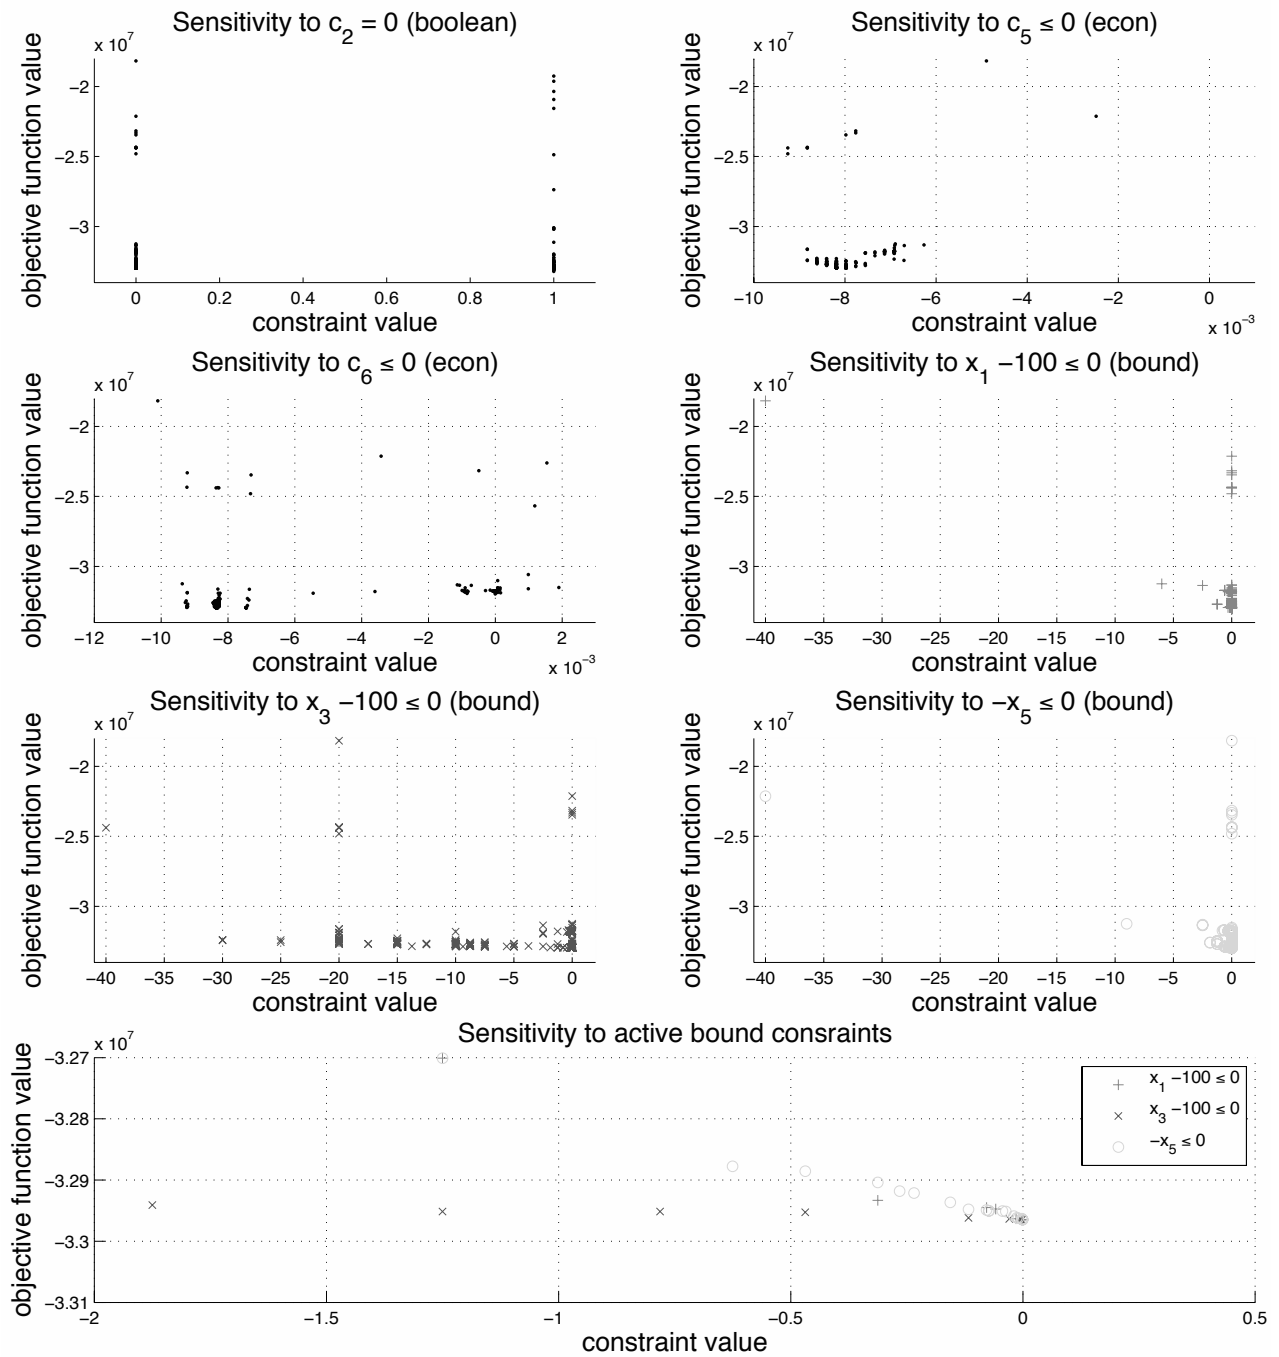 Sensitivity to c2 = 0 (boolean)
x 10^7
objective function value
−2
−2.5
−3
0 0.2 0.4 0.6 0.8 1
constraint value
Sensitivity to c5 ≤ 0 (econ)
x 10^7
objective function value
−2
−2.5
−3
−10 −8 −6 −4 −2 0
constraint value
x 10^−3
Sensitivity to c6 ≤ 0 (econ)
x 10^7
objective function value
−2
−2.5
−3
−12 −10 −8 −6 −4 −2 0 2
constraint value
x 10^−3
Sensitivity to x1 −100 ≤ 0 (bound)
x 10^7
objective function value
−2
−2.5
−3
−40 −35 −30 −25 −20 −15 −10 −5 0
constraint value
Sensitivity to x3 −100 ≤ 0 (bound)
x 10^7
objective function value
−2
−2.5
−3
−40 −35 −30 −25 −20 −15 −10 −5 0
constraint value
Sensitivity to −x5 ≤ 0 (bound)
x 10^7
objective function value
−2
−2.5
−3
−40 −35 −30 −25 −20 −15 −10 −5 0
constraint value
Sensitivity to active bound consraints
x 10^7
objective function value
−3.27
−3.28
−3.29
−3.3
−3.31
x1 −100 ≤ 0
x3 −100 ≤ 0
−x5 ≤ 0
−2 −1.5 −1 −0.5 0 0.5
constraint value